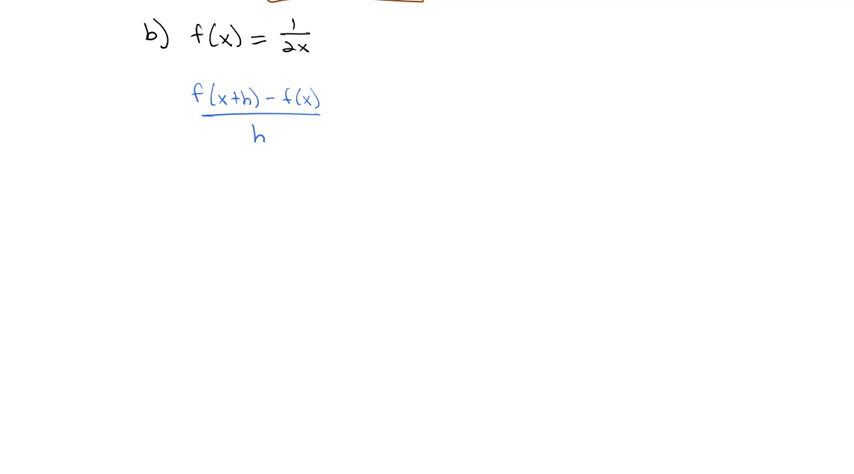 b) f(x) = 1/2x
f(x+h) - f(x)
h